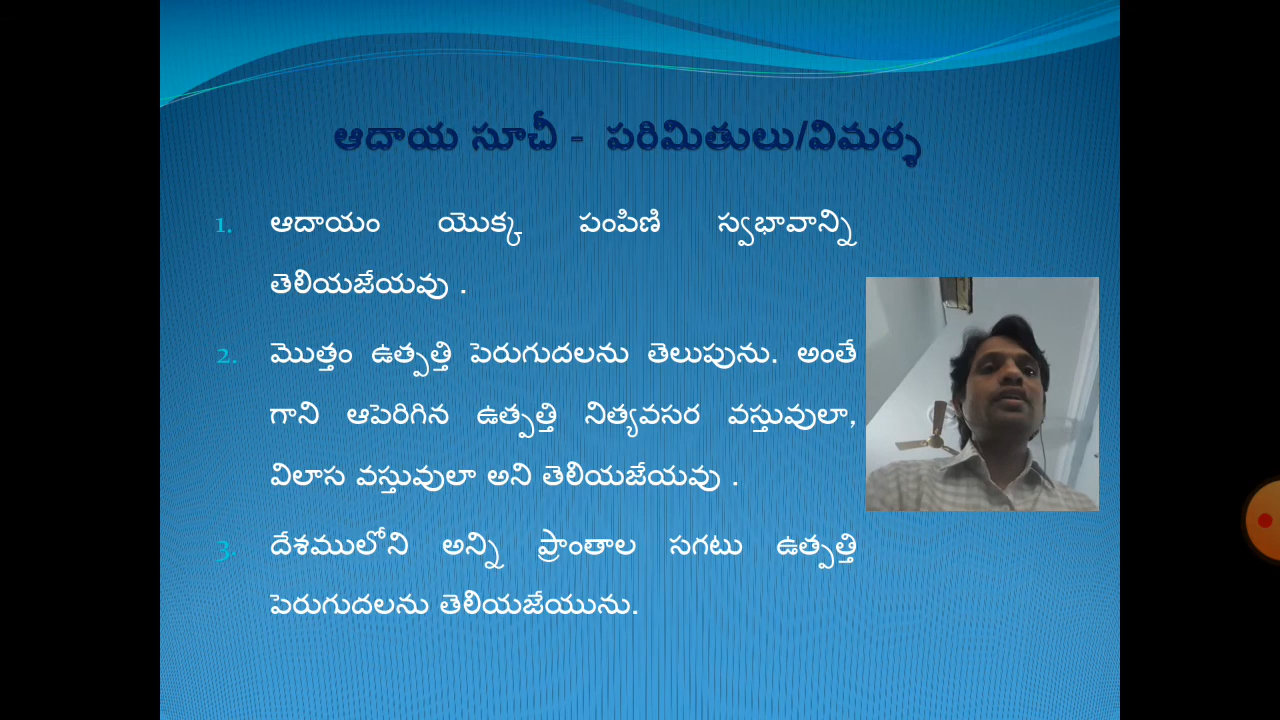 ఆదాయ సూచీ - పరిమితులు/విమర్శ
1. ఆదాయం యొక్క పంపిణి స్వభావాన్ని
తెలియజేయవు .
2. మొత్తం ఉత్పత్తి పెరుగుదలను తెలుపును. అంతే
గాని ఆపెరిగిన ఉత్పత్తి నిత్యవసర వస్తువులా,
విలాస వస్తువులా అని తెలియజేయవు .
3. దేశములోని అన్ని ప్రాంతాల సగటు ఉత్పత్తి
పెరుగుదలను తెలియజేయును.